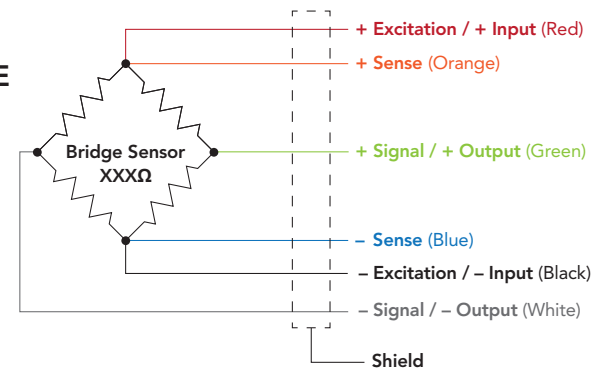 + Excitation / + Input (Red)
+ Sense (Orange)
E
Bridge Sensor
XXXΩ
+ Signal / + Output (Green)
– Sense (Blue)
– Excitation / – Input (Black)
– Signal / – Output (White)
Shield